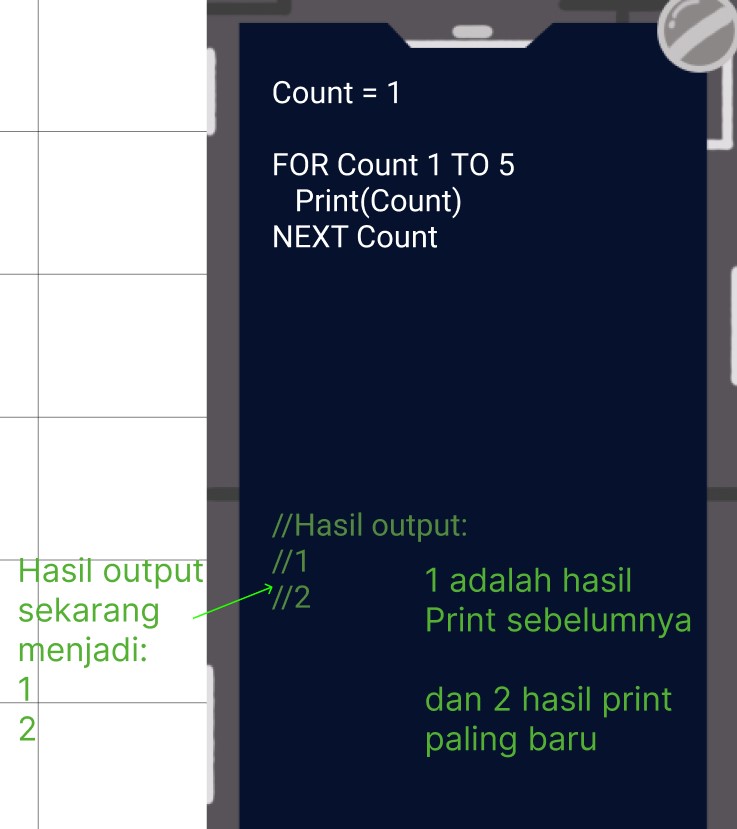 Count = 1
FOR Count 1 TO 5
Print(Count)
NEXT Count
//Hasil output:
//1
//2
Hasil output
sekarang
menjadi:
1
2
1 adalah hasil
Print sebelumnya
dan 2 hasil print
paling baru